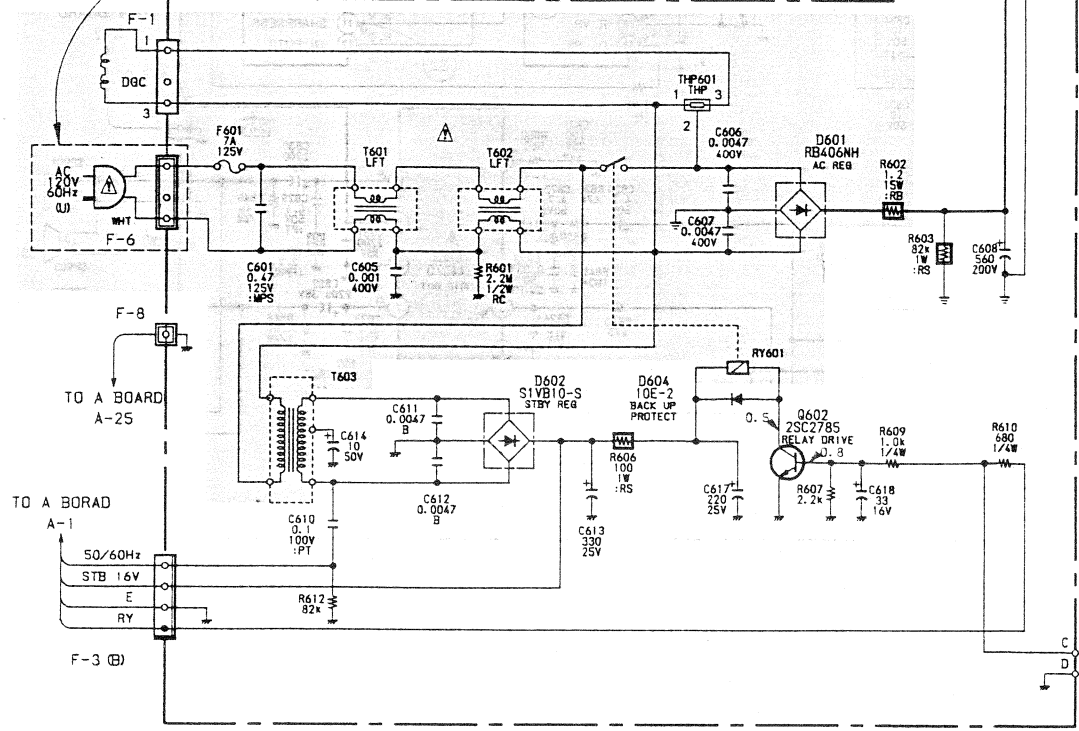 F-1
1
DGC
3
THP601
THP
1 3
2
F601
7A
125V
T601
LFT
T602
LFT
C606
0.0047
400V
D601
RB406NH
AC REG
R602
1.2
15W
:RB
AC
120V
60Hz
(U)
WHT
F-6
C607
0.0047
400V
R603
82k
1W
:RS
C608
560
200V
C601
0.47
125V
:MPS
C605
0.001
400V
R601
2.2M
1/2W
RC
F-8
TO A BOARD
A-25
RY601
T603
D602
S1VB10-S
STBY REG
D604
10E-2
BACK UP
PROTECT
C611
0.0047
B
C614
10
50V
0.5
Q602
2SC2785
RELAY DRIVE
0.8
R609
1.0k
1/4W
R610
680
1/4W
R606
100
1W
:RS
C617
220
25V
R607
2.2k
C618
33
16V
TO A BORAD
A-1
C612
0.0047
B
C610
0.1
100V
:PT
C613
330
25V
50/60Hz
STB 16V
E
RY
R612
82k
F-3 (B)
C
D